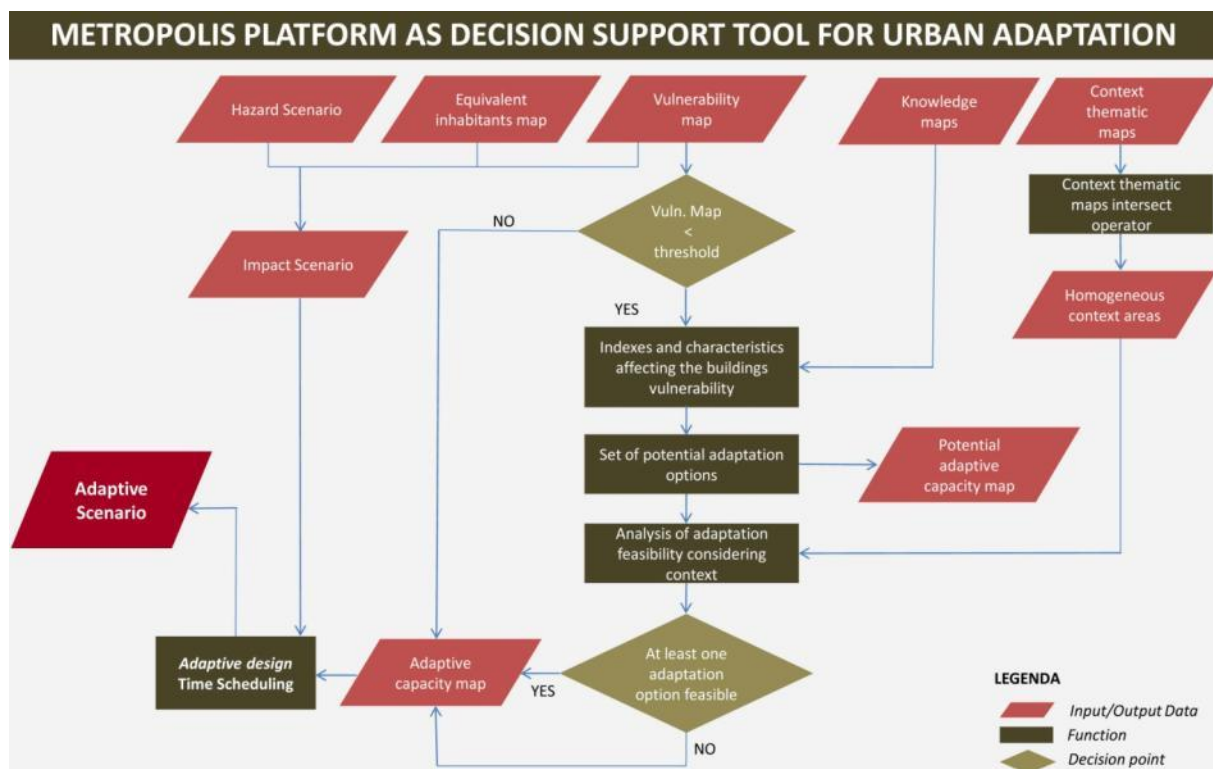 METROPOLIS PLATFORM AS DECISION SUPPORT TOOL FOR URBAN ADAPTATION
Hazard Scenario
Equivalent
inhabitants map
Vulnerability
map
Knowledge
maps
Context
thematic
maps
Context thematic
maps intersect
operator
Vuln. Map
<
threshold
NO
Impact Scenario
Homogeneous
context areas
YES
Indexes and characteristics
affecting the buildings
vulnerability
Set of potential adaptation
options
Potential
adaptive
capacity map
Adaptive
Scenario
Analysis of adaptation
feasibility considering
context
Adaptive design
Time Scheduling
Adaptive
capacity map
YES
At least one
adaptation
option feasible
NO
LEGENDA
Input/Output Data
Function
Decision point